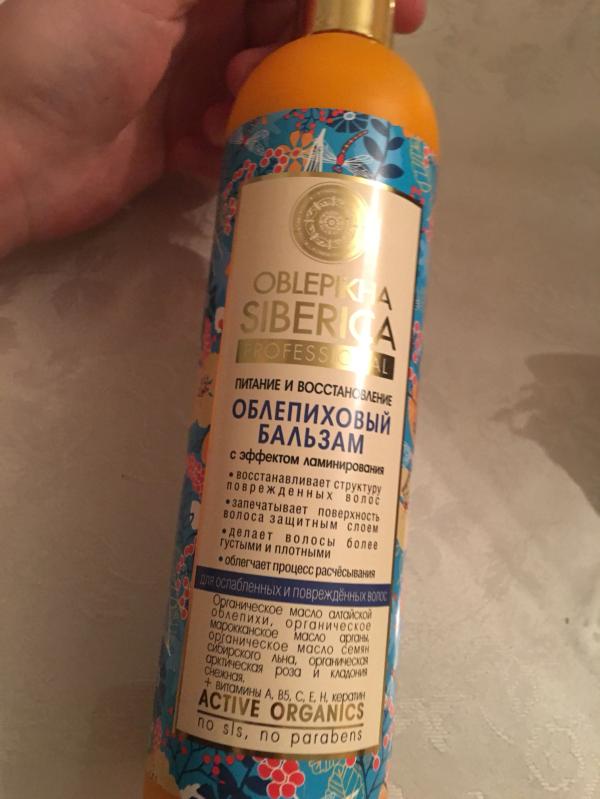 OBLEPIKHA
SIBERICA
PROFESSIONAL
ПИТАНИЕ И ВОССТАНОВЛЕНИЕ
ОБЛЕПИХОВЫЙ
БАЛЬЗАМ
с эффектом ламинирования
• восстанавливает структуру
поврежденных волос
• запечатывает поверхность
волоса защитным слоем
• делает волосы более
густыми и плотными
• облегчает процесс расчёсывания
для ослабленных и повреждённых волос
Органическое масло алтайской
облепихи, органическое
марокканское масло арганы,
органическое масло семян
сибирского льна, органическая
арктическая роза и кладония
снежная.
+ витамины А, В5, С, Е, Н, кератин
ACTIVE ORGANICS
no sls, no parabens